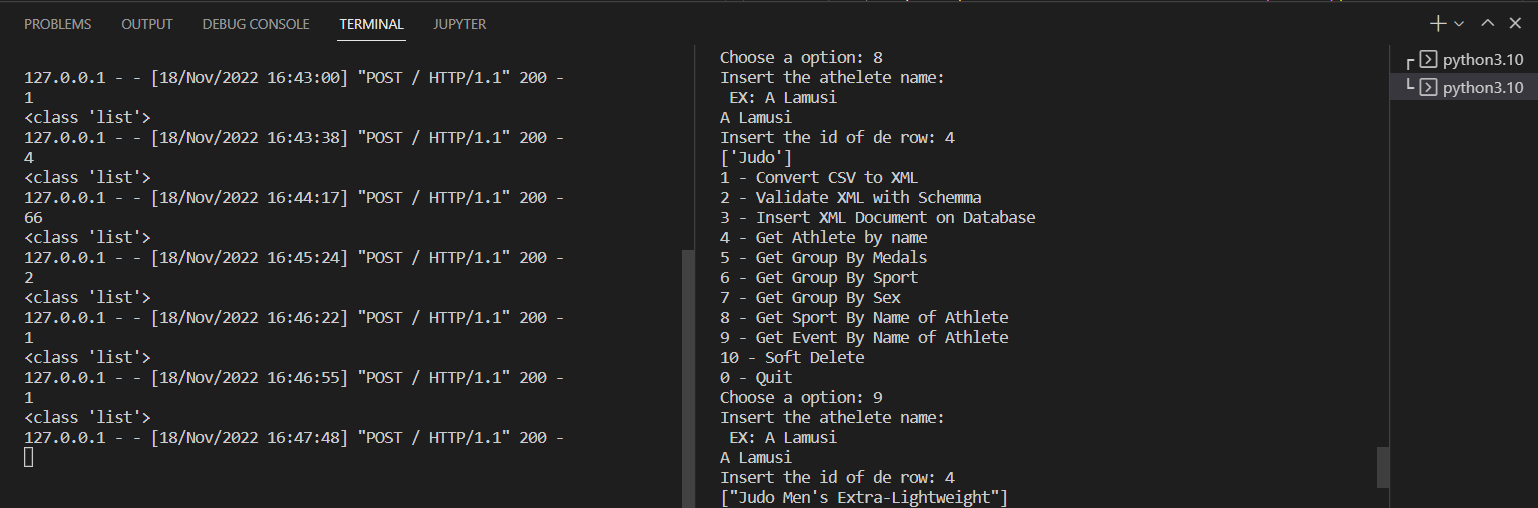 PROBLEMS OUTPUT DEBUG CONSOLE TERMINAL JUPYTER
127.0.0.1 - - [18/Nov/2022 16:43:00] "POST / HTTP/1.1" 200 -
1
<class 'list'>
127.0.0.1 - - [18/Nov/2022 16:43:38] "POST / HTTP/1.1" 200 -
4
<class 'list'>
127.0.0.1 - - [18/Nov/2022 16:44:17] "POST / HTTP/1.1" 200 -
66
<class 'list'>
127.0.0.1 - - [18/Nov/2022 16:45:24] "POST / HTTP/1.1" 200 -
2
<class 'list'>
127.0.0.1 - - [18/Nov/2022 16:46:22] "POST / HTTP/1.1" 200 -
1
<class 'list'>
127.0.0.1 - - [18/Nov/2022 16:46:55] "POST / HTTP/1.1" 200 -
1
<class 'list'>
127.0.0.1 - - [18/Nov/2022 16:47:48] "POST / HTTP/1.1" 200 -
Choose a option: 8
Insert the athelete name:
 EX: A Lamusi
A Lamusi
Insert the id of de row: 4
['Judo']
1 - Convert CSV to XML
2 - Validate XML with Schemma
3 - Insert XML Document on Database
4 - Get Athlete by name
5 - Get Group By Medals
6 - Get Group By Sport
7 - Get Group By Sex
8 - Get Sport By Name of Athlete
9 - Get Event By Name of Athlete
10 - Soft Delete
0 - Quit
Choose a option: 9
Insert the athelete name:
 EX: A Lamusi
A Lamusi
Insert the id of de row: 4
["Judo Men's Extra-Lightweight"]
python3.10
python3.10